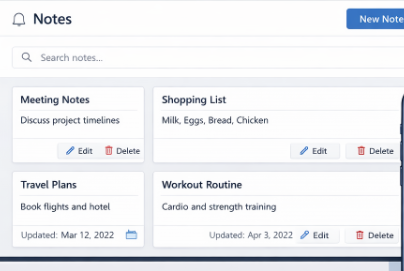 Notes
New Note
Search notes...
Meeting Notes
Discuss project timelines
Edit Delete
Shopping List
Milk, Eggs, Bread, Chicken
Edit Delete
Travel Plans
Book flights and hotel
Updated: Mar 12, 2022
Workout Routine
Cardio and strength training
Updated: Apr 3, 2022 Edit Delete